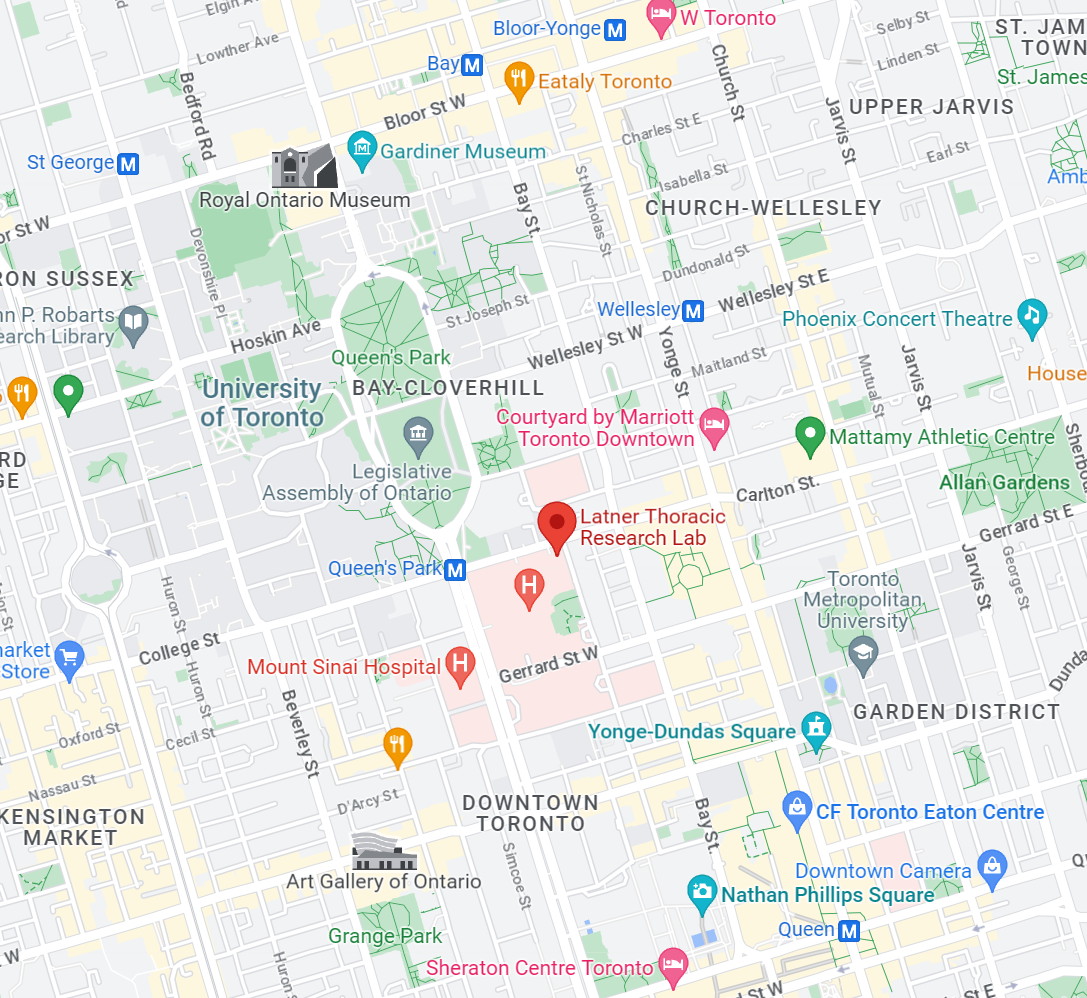 Elgin Ave
Bloor-Yonge M
W Toronto
Selby St
ST. JAM
TOWN
Lowther Ave
Bay M
Eataly Toronto
Church St
Linden St
St. James
Bedford Rd
Bloor St W
Jarvis St
UPPER JARVIS
St George M
Gardiner Museum
Charles St E
Earl St
Royal Ontario Museum
Bay St.
St Nicholas St
Isabella St
Amb
CHURCH-WELLESLEY
or St W
Devonshire Pl
RON SUSSEX
Dundonald St
nn P. Robarts
earch Library
Hoskin Ave
St Joseph St
Wellesley M
Wellesley St E
Phoenix Concert Theatre
Queen's Park
Wellesley St W
Yonge St
Maitland St
Mutual St
Jarvis St
House
University
of Toronto
BAY-CLOVERHILL
Courtyard by Marriott
Toronto Downtown
Mattamy Athletic Centre
Sherbou
RD
GE
Legislative
Assembly of Ontario
Carlton St.
Allan Gardens
Latner Thoracic
Research Lab
Gerrard St E
Queen's Park M
H
Jarvis St
George St
Toronto
Metropolitan
University
Huron St
ajor St
College St
market
Store
Mount Sinai Hospital H
Gerrard St W
Huron St
Dunda
Beverley St
Oxford St
Cecil St
Yonge-Dundas Square
GARDEN DISTRICT
Nassau St
D'Arcy St
KENSINGTON
MARKET
DOWNTOWN
TORONTO
Bay St.
CF Toronto Eaton Centre
Simcoe St
Art Gallery of Ontario
Downtown Camera
Nathan Phillips Square
Grange Park
Queen M
W
Huron
Sheraton Centre Toronto
St W
St E